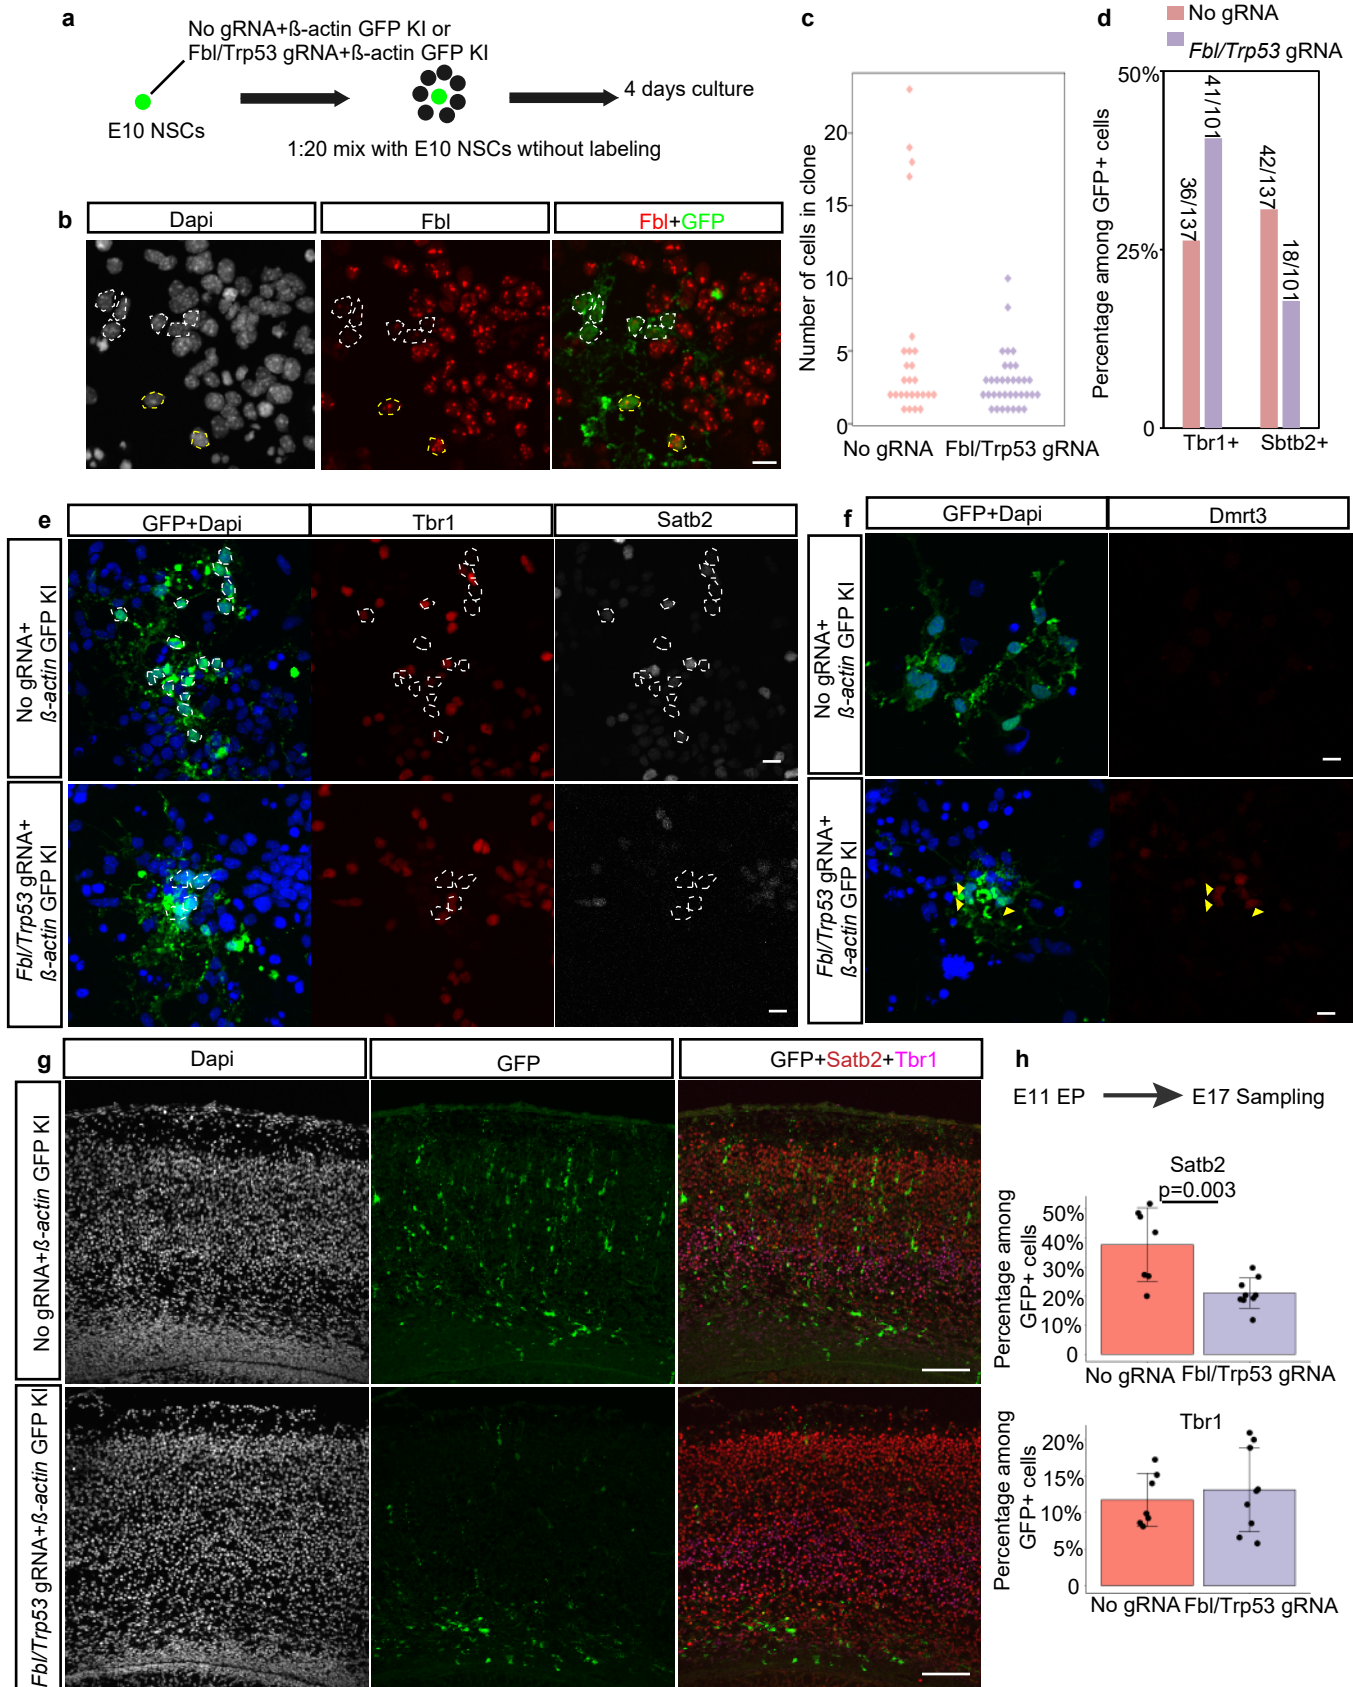 a
No gRNA+ß-actin GFP KI or
Fbl/Trp53 gRNA+ß-actin GFP KI
E10 NSCs
4 days culture
1:20 mix with E10 NSCs wtihout labeling
b
Dapi
Fbl
Fbl+GFP
c
Number of cells in clone
20
15
10
5
0
No gRNA
Fbl/Trp53 gRNA
d
No gRNA
Fbl/Trp53 gRNA
Percentage among GFP+ cells
50%
25%
0
36/137
41/101
42/137
18/101
Tbr1+
Sbtb2+
e
GFP+Dapi
Tbr1
Satb2
No gRNA+
ß-actin GFP KI
Fbl/Trp53 gRNA+
ß-actin GFP KI
f
GFP+Dapi
Dmrt3
No gRNA+
ß-actin GFP KI
Fbl/Trp53 gRNA+
ß-actin GFP KI
g
Dapi
GFP
GFP+Satb2+Tbr1
No gRNA+ß-actin GFP KI
Fbl/Trp53 gRNA+ß-actin GFP KI
h
E11 EP
E17 Sampling
Satb2
p=0.003
Percentage among
GFP+ cells
50%
40%
30%
20%
10%
0
No gRNA
Fbl/Trp53 gRNA
Tbr1
Percentage among
GFP+ cells
20%
15%
10%
5%
0
No gRNA
Fbl/Trp53 gRNA